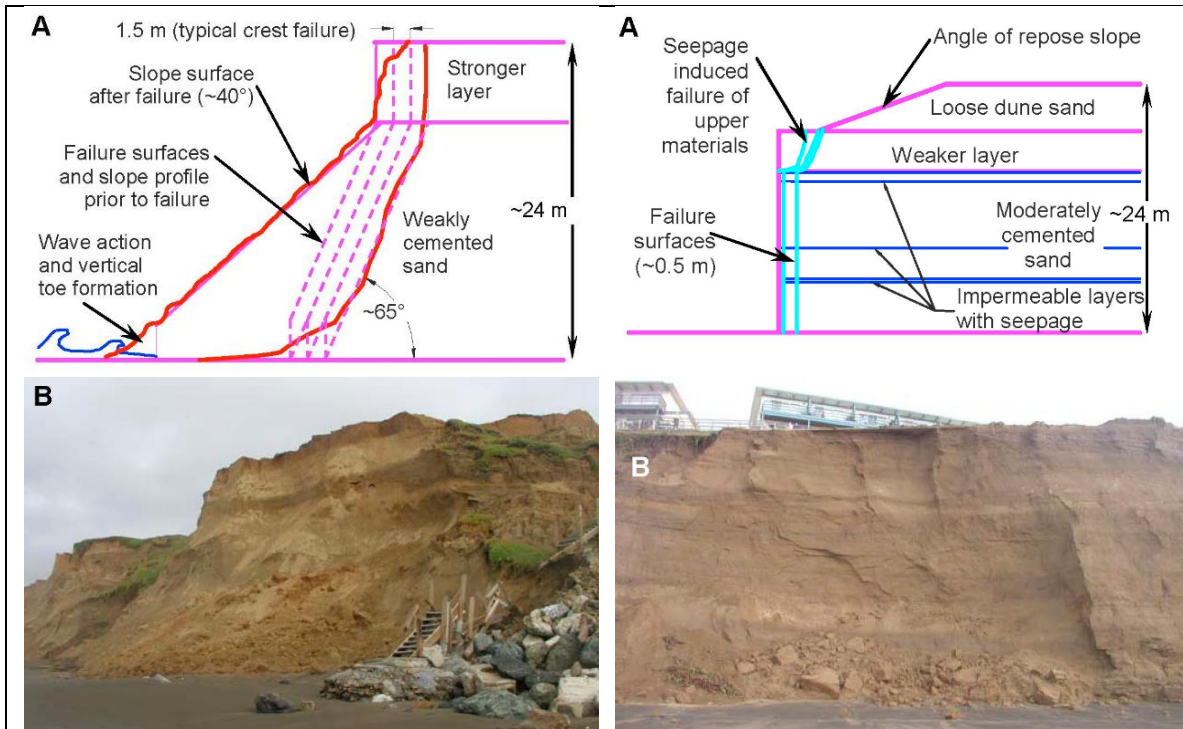 A
1.5 m (typical crest failure)
Slope surface
after failure (~40°)
Stronger
layer
Failure surfaces
and slope profile
prior to failure
~24 m
Weakly
cemented
sand
Wave action
and vertical
toe formation
~65°
B
A
Angle of repose slope
Seepage
induced
failure of
upper
materials
Loose dune sand
Weaker layer
Failure
surfaces
(~0.5 m)
Moderately
cemented
sand
~24 m
Impermeable layers
with seepage
B